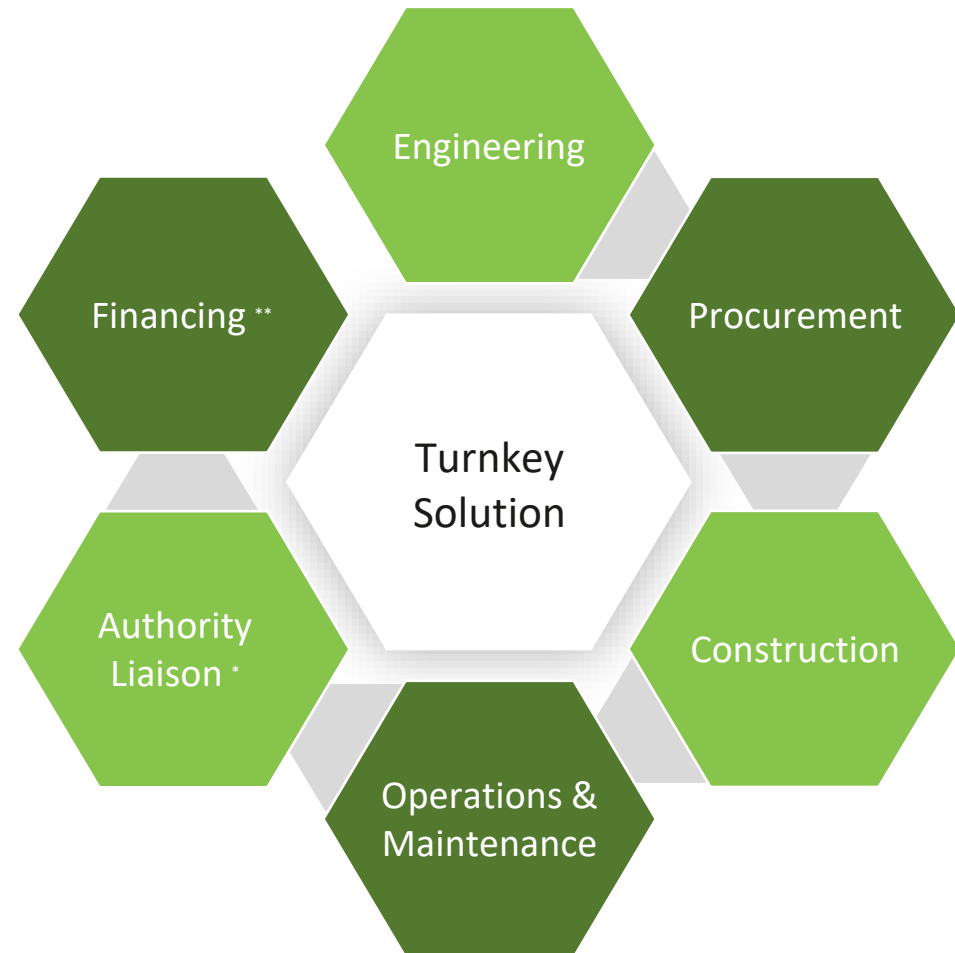 Engineering
Financing **
Procurement
Turnkey
Solution
Authority
Liaison *
Construction
Operations &
Maintenance